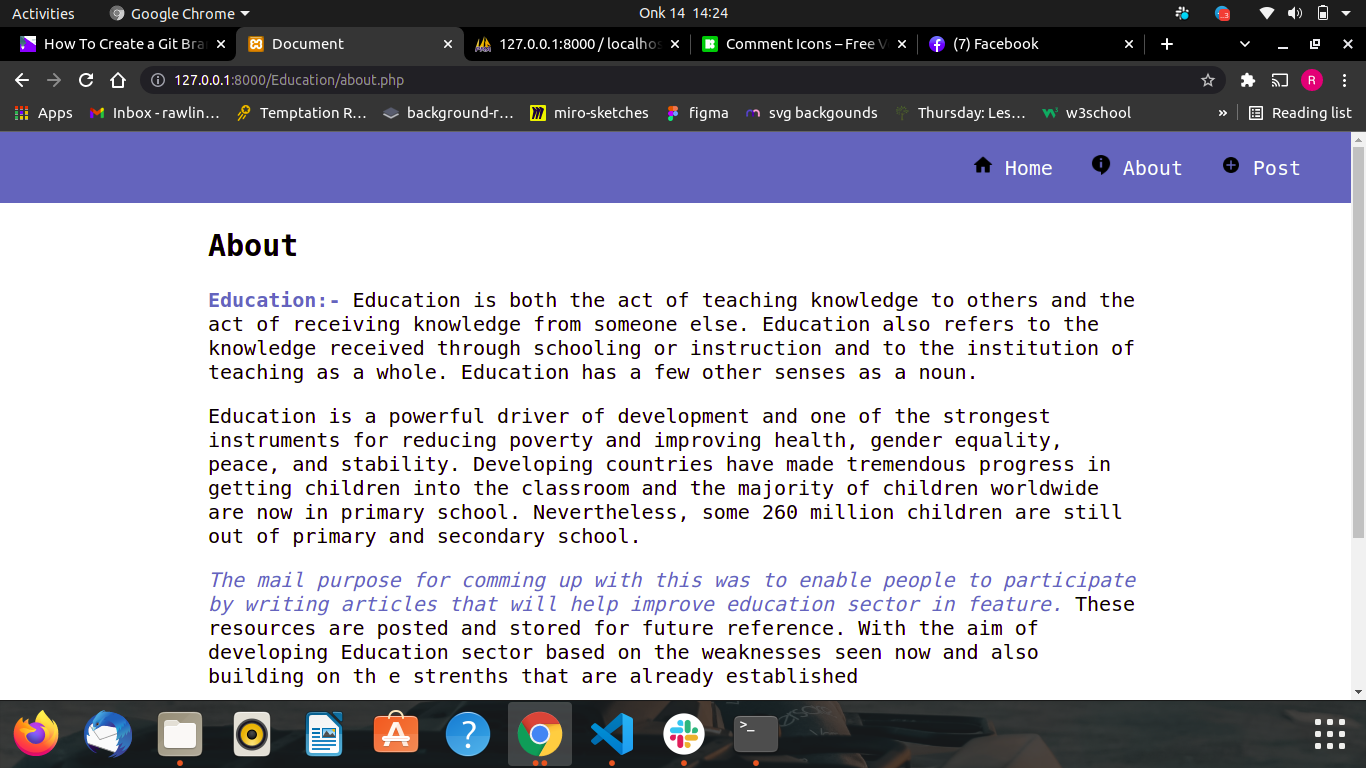 Activities
Google Chrome
Onk 14 14:24
How To Create a Git Bra
Document
127.0.0.1:8000 / localhos
Comment Icons – Free V
(7) Facebook
127.0.0.1:8000/Education/about.php
R
Apps
Inbox - rawlin…
Temptation R…
background-r…
miro-sketches
figma
svg backgounds
Thursday: Les…
w3school
»
Reading list
Home
About
Post
About
Education:- Education is both the act of teaching knowledge to others and the
act of receiving knowledge from someone else. Education also refers to the
knowledge received through schooling or instruction and to the institution of
teaching as a whole. Education has a few other senses as a noun.
Education is a powerful driver of development and one of the strongest
instruments for reducing poverty and improving health, gender equality,
peace, and stability. Developing countries have made tremendous progress in
getting children into the classroom and the majority of children worldwide
are now in primary school. Nevertheless, some 260 million children are still
out of primary and secondary school.
The mail purpose for comming up with this was to enable people to participate
by writing articles that will help improve education sector in feature. These
resources are posted and stored for future reference. With the aim of
developing Education sector based on the weaknesses seen now and also
building on th e strenths that are already established